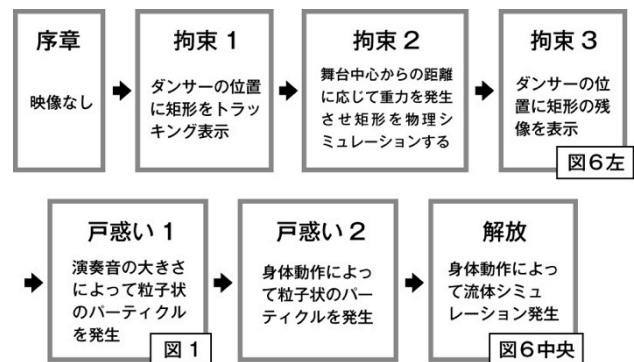 序章
映像なし
拘束 1
ダンサーの位置
に矩形をトラッ
キング表示
拘束 2
舞台中心からの距離
に応じて重力を発生
させ矩形を物理シ
ミュレーションする
拘束 3
ダンサーの位
置に矩形の残
像を表示
図6左
戸惑い 1
演奏音の大きさ
によって粒子状
のパーティクル
を発生
図 1
戸惑い 2
身体動作によっ
て粒子状のパー
ティクルを発生
解放
身体動作によっ
て流体シミュ
レーション発生
図6中央